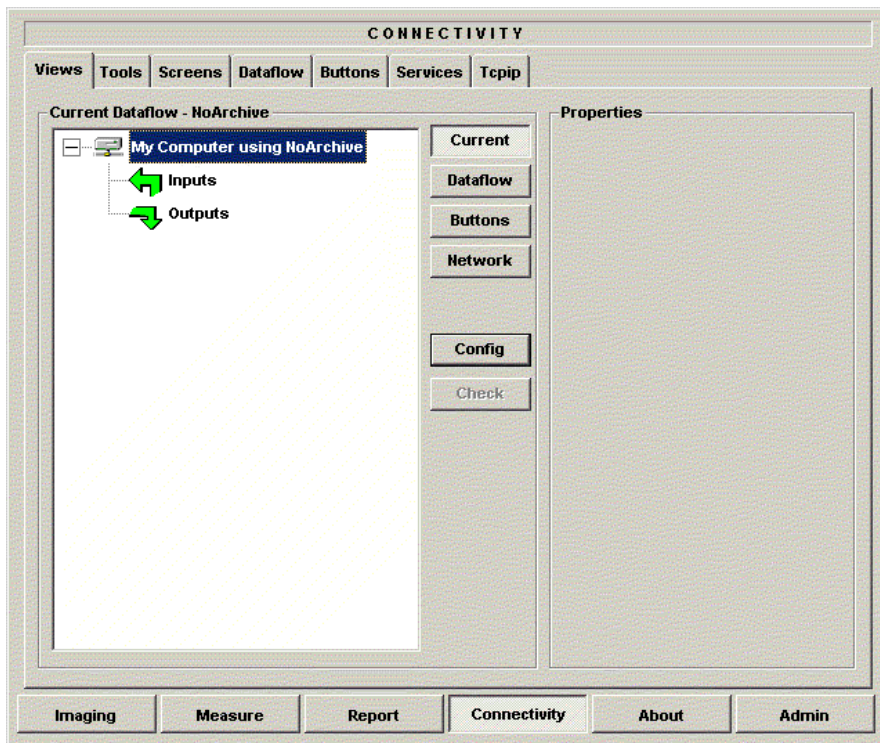 CONNECTIVITY
Views Tools Screens Dataflow Buttons Services Tcpip
Current Dataflow - NoArchive
My Computer using NoArchive
Inputs
Outputs
Current
Dataflow
Buttons
Network
Config
Check
Properties
Imaging Measure Report Connectivity About Admin